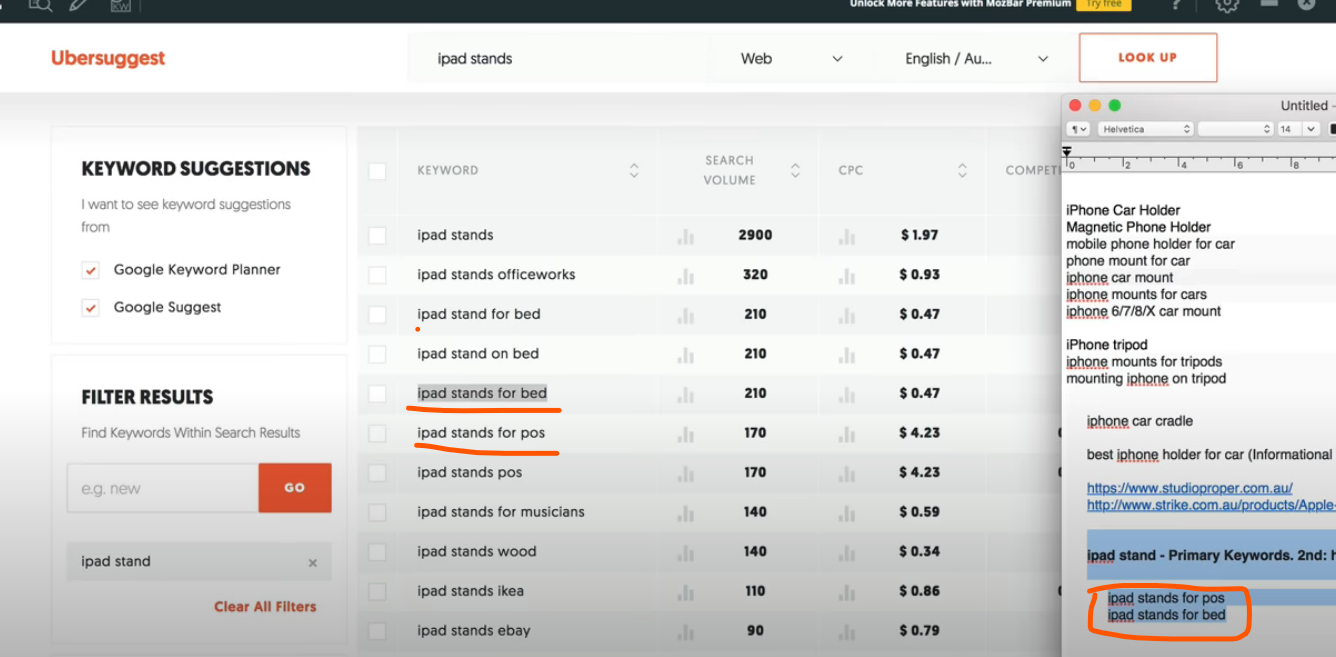 Unlock More Features with MozBar Premium Try free
KW
Ubersuggest
ipad stands Web English / Au... LOOK UP
KEYWORD SUGGESTIONS
I want to see keyword suggestions
from
Google Keyword Planner
Google Suggest
FILTER RESULTS
Find Keywords Within Search Results
e.g. new GO
ipad stand ×
Clear All Filters
KEYWORD SEARCH VOLUME CPC
ipad stands 2900 $ 1.97
ipad stands officeworks 320 $ 0.93
ipad stand for bed 210 $ 0.47
ipad stand on bed 210 $ 0.47
ipad stands for bed 210 $ 0.47
ipad stands for pos 170 $ 4.23
ipad stands pos 170 $ 4.23
ipad stands for musicians 140 $ 0.59
ipad stands wood 140 $ 0.34
ipad stands ikea 110 $ 0.86
ipad stands ebay 90 $ 0.79
Untitled
Helvetica 14
0 2 4 6 8
iPhone Car Holder
Magnetic Phone Holder
mobile phone holder for car
phone mount for car
iphone car mount
iphone mounts for cars
iphone 6/7/8/X car mount
iPhone tripod
iphone mounts for tripods
mounting iphone on tripod
iphone car cradle
best iphone holder for car (Informational
https://www.studioproper.com.au/
http://www.strike.com.au/products/Apple-
ipad stand - Primary Keywords. 2nd:
ipad stands for pos
ipad stands for bed